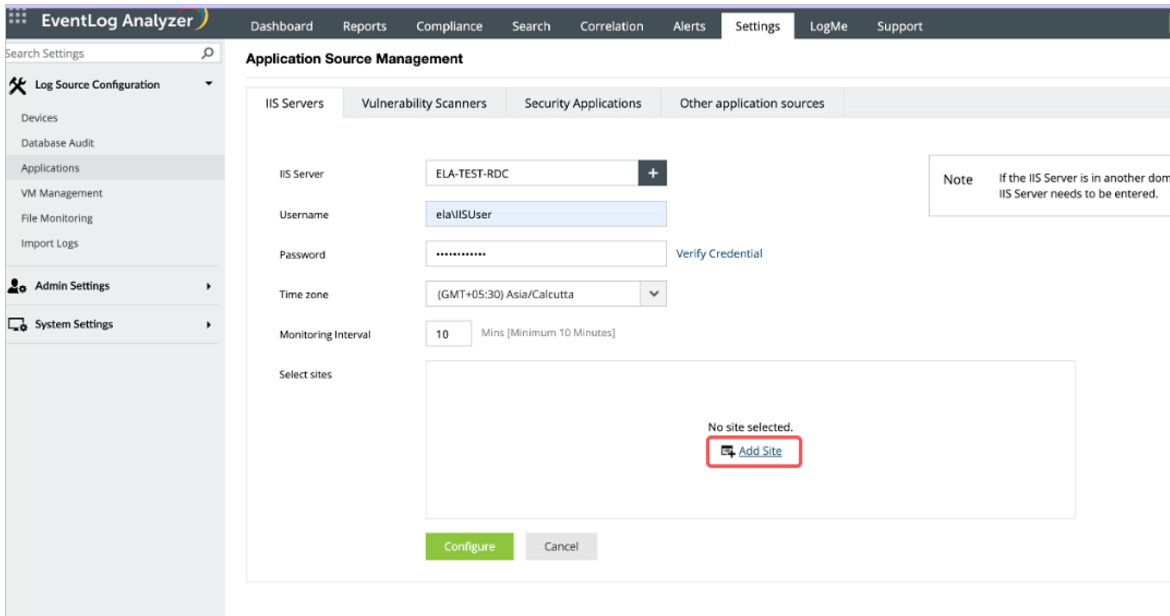 EventLog Analyzer
Dashboard Reports Compliance Search Correlation Alerts Settings LogMe Support
Search Settings
Log Source Configuration
Devices
Database Audit
Applications
VM Management
File Monitoring
Import Logs
Admin Settings
System Settings
Application Source Management
IIS Servers Vulnerability Scanners Security Applications Other application sources
IIS Server ELA-TEST-RDC +
Username ela\IISUser
Password •••••••••••• Verify Credential
Time zone (GMT+05:30) Asia/Calcutta
Monitoring Interval 10 Mins [Minimum 10 Minutes]
Select sites
No site selected.
Add Site
Configure Cancel
Note If the IIS Server is in another dom
IIS Server needs to be entered.